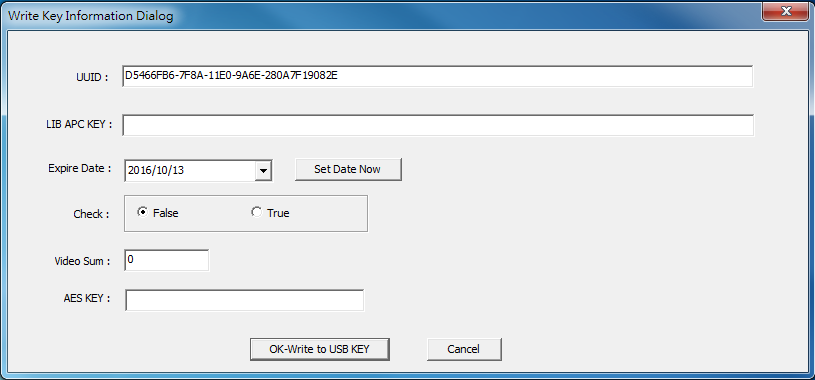 Write Key Information Dialog
UUID : D5466FB6-7F8A-11E0-9A6E-280A7F19082E
LIB APC KEY :
Expire Date : 2016/10/13 Set Date Now
Check : False True
Video Sum : 0
AES KEY :
OK-Write to USB KEY Cancel